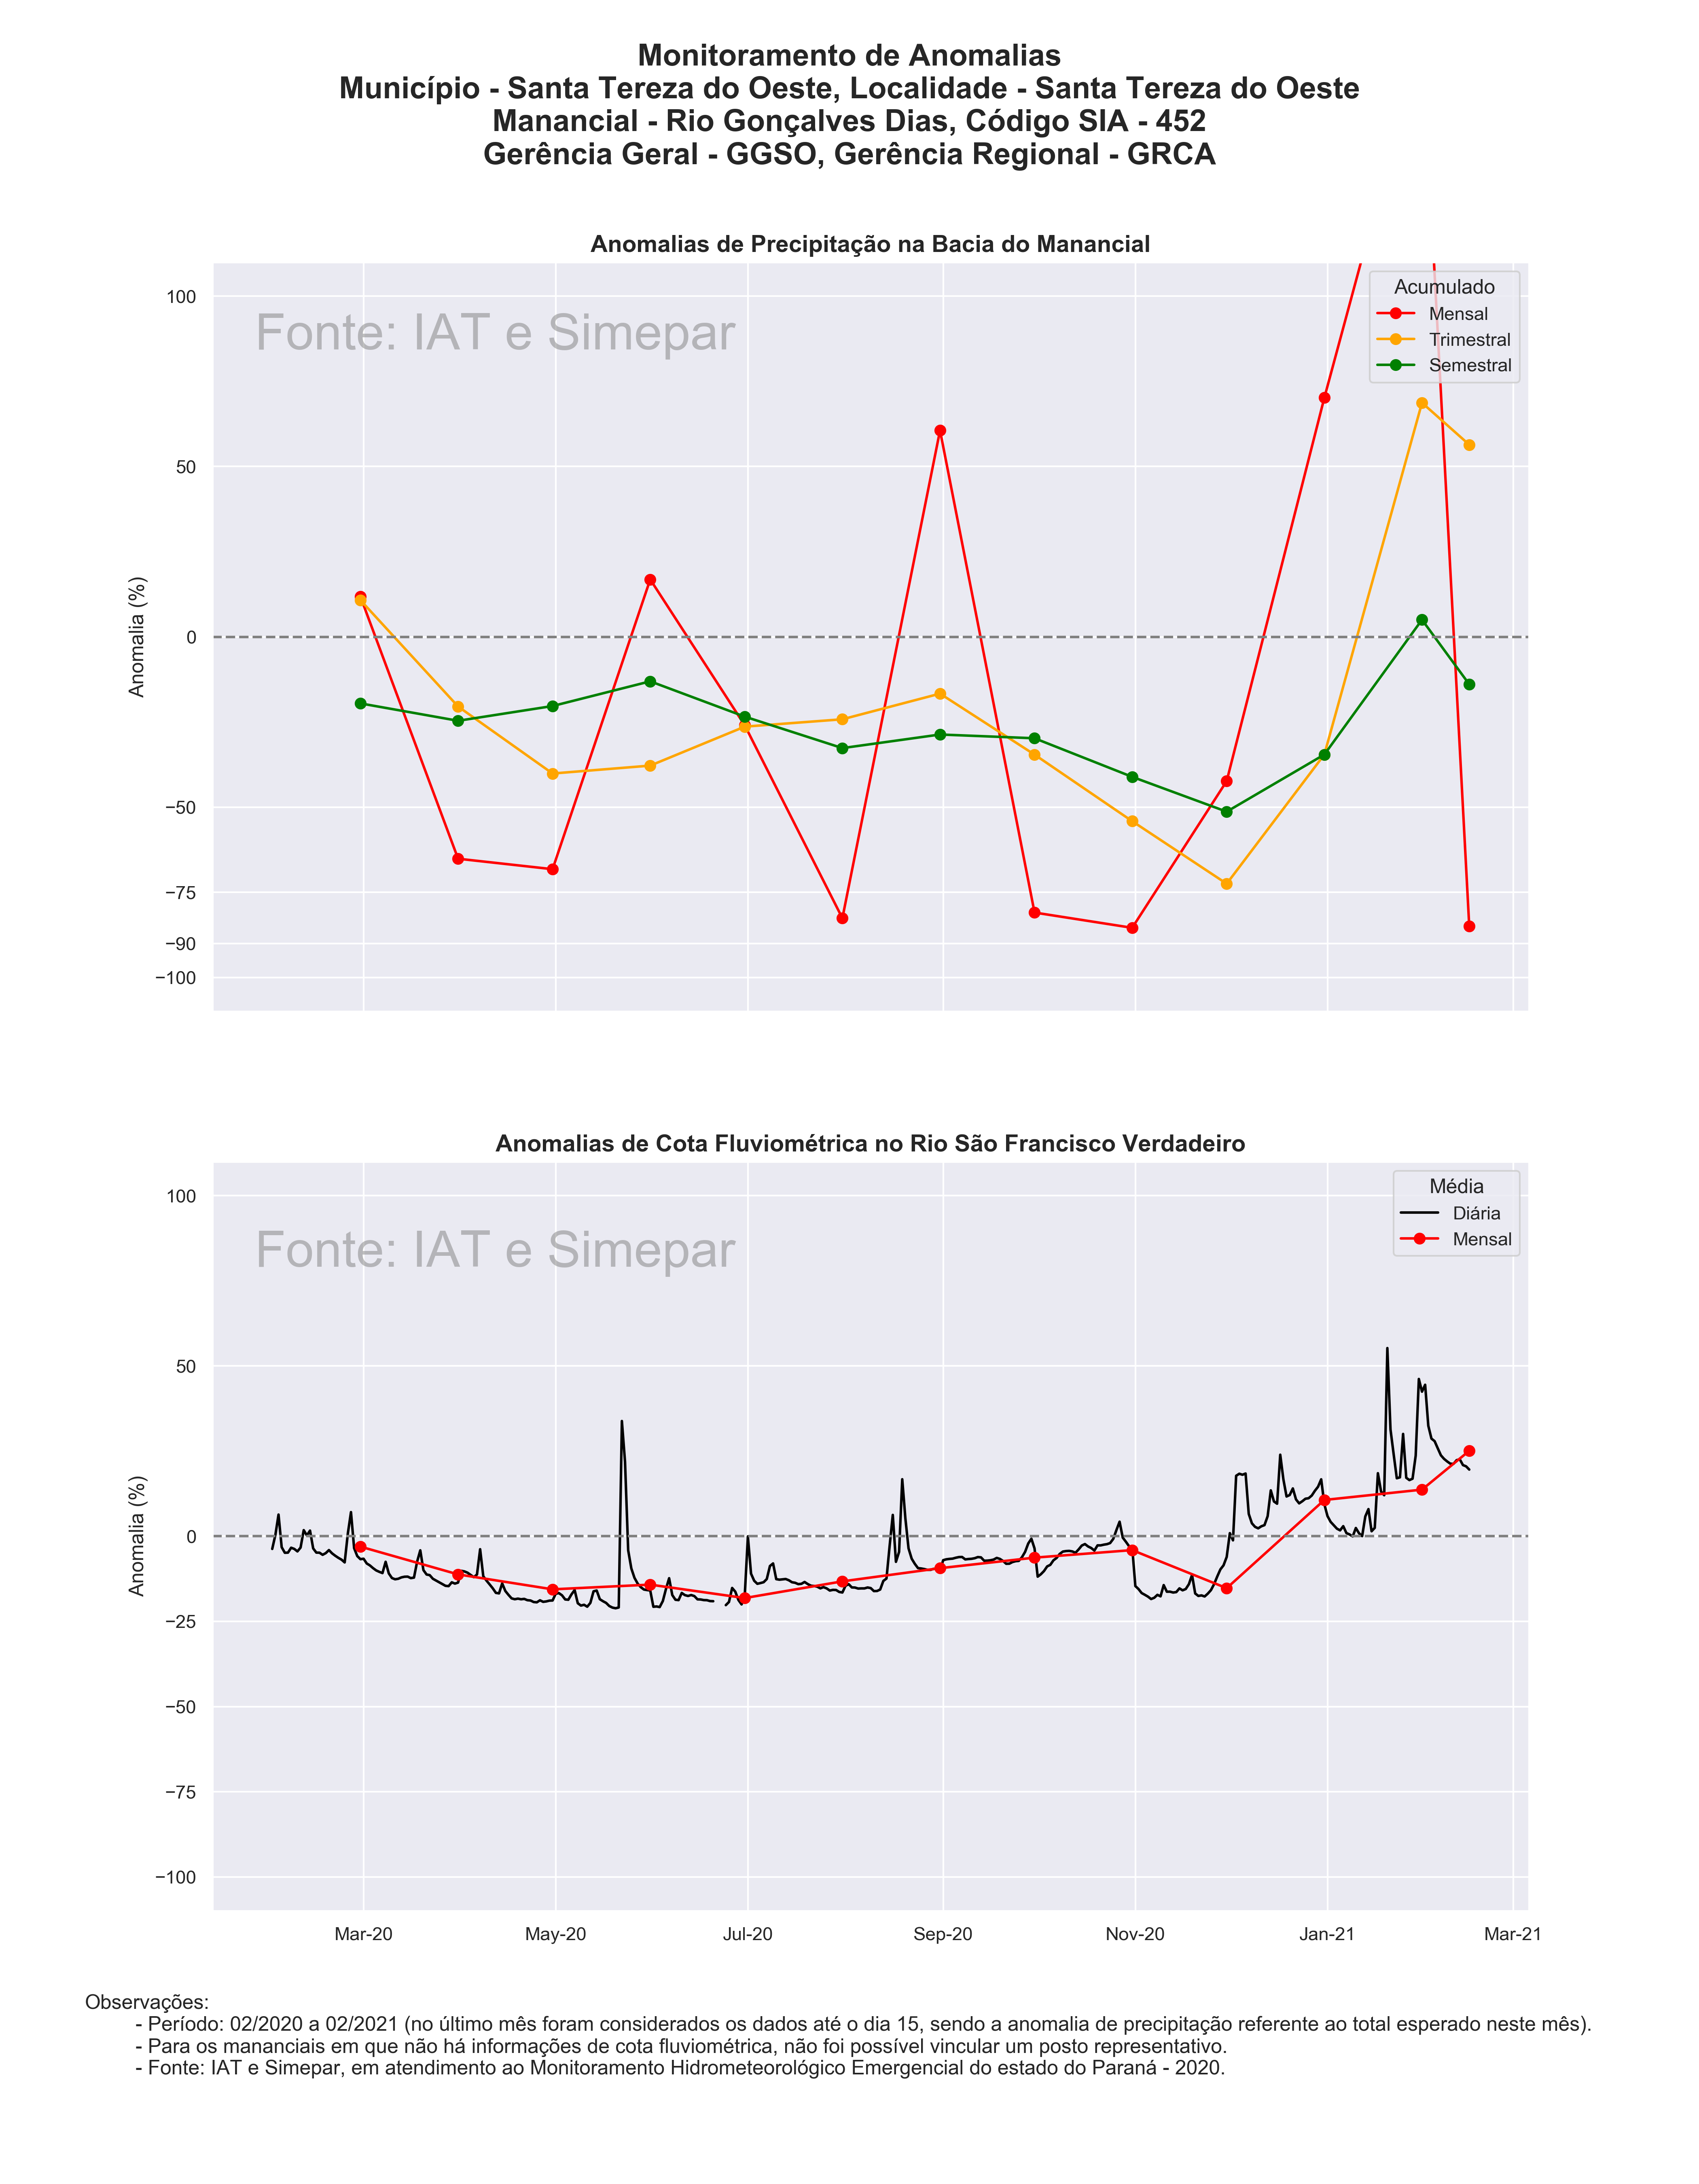 Monitoramento de Anomalias
Município - Santa Tereza do Oeste, Localidade - Santa Tereza do Oeste
Manancial - Rio Gonçalves Dias, Código SIA - 452
Gerência Geral - GGSO, Gerência Regional - GRCA
Anomalias de Precipitação na Bacia do Manancial
Fonte: IAT e Simepar
Acumulado
Mensal
Trimestral
Semestral
Anomalia (%)
100
50
0
−50
−75
−90
−100
Anomalias de Cota Fluviométrica no Rio São Francisco Verdadeiro
Fonte: IAT e Simepar
Média
Diária
Mensal
Anomalia (%)
100
50
0
−25
−50
−75
−100
Mar-20 May-20 Jul-20 Sep-20 Nov-20 Jan-21 Mar-21
Observações:
- Período: 02/2020 a 02/2021 (no último mês foram considerados os dados até o dia 15, sendo a anomalia de precipitação referente ao total esperado neste mês).
- Para os mananciais em que não há informações de cota fluviométrica, não foi possível vincular um posto representativo.
- Fonte: IAT e Simepar, em atendimento ao Monitoramento Hidrometeorológico Emergencial do estado do Paraná - 2020.